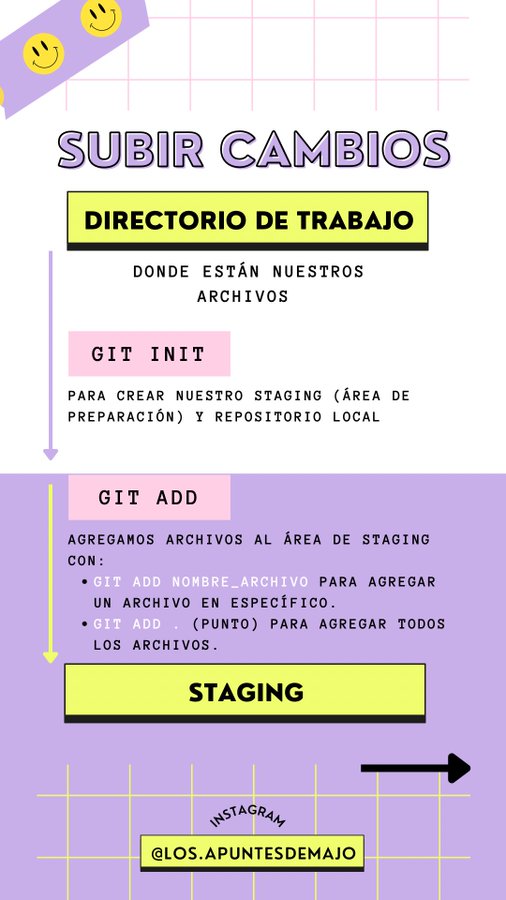 SUBIR CAMBIOS
DIRECTORIO DE TRABAJO
DONDE ESTÁN NUESTROS
ARCHIVOS
GIT INIT
PARA CREAR NUESTRO STAGING (ÁREA DE
PREPARACIÓN) Y REPOSITORIO LOCAL
GIT ADD
AGREGAMOS ARCHIVOS AL ÁREA DE STAGING
CON:
• GIT ADD NOMBRE_ARCHIVO PARA AGREGAR
UN ARCHIVO EN ESPECÍFICO.
• GIT ADD . (PUNTO) PARA AGREGAR TODOS
LOS ARCHIVOS.
STAGING
INSTAGRAM
@LOS.APUNTESDEMAJO